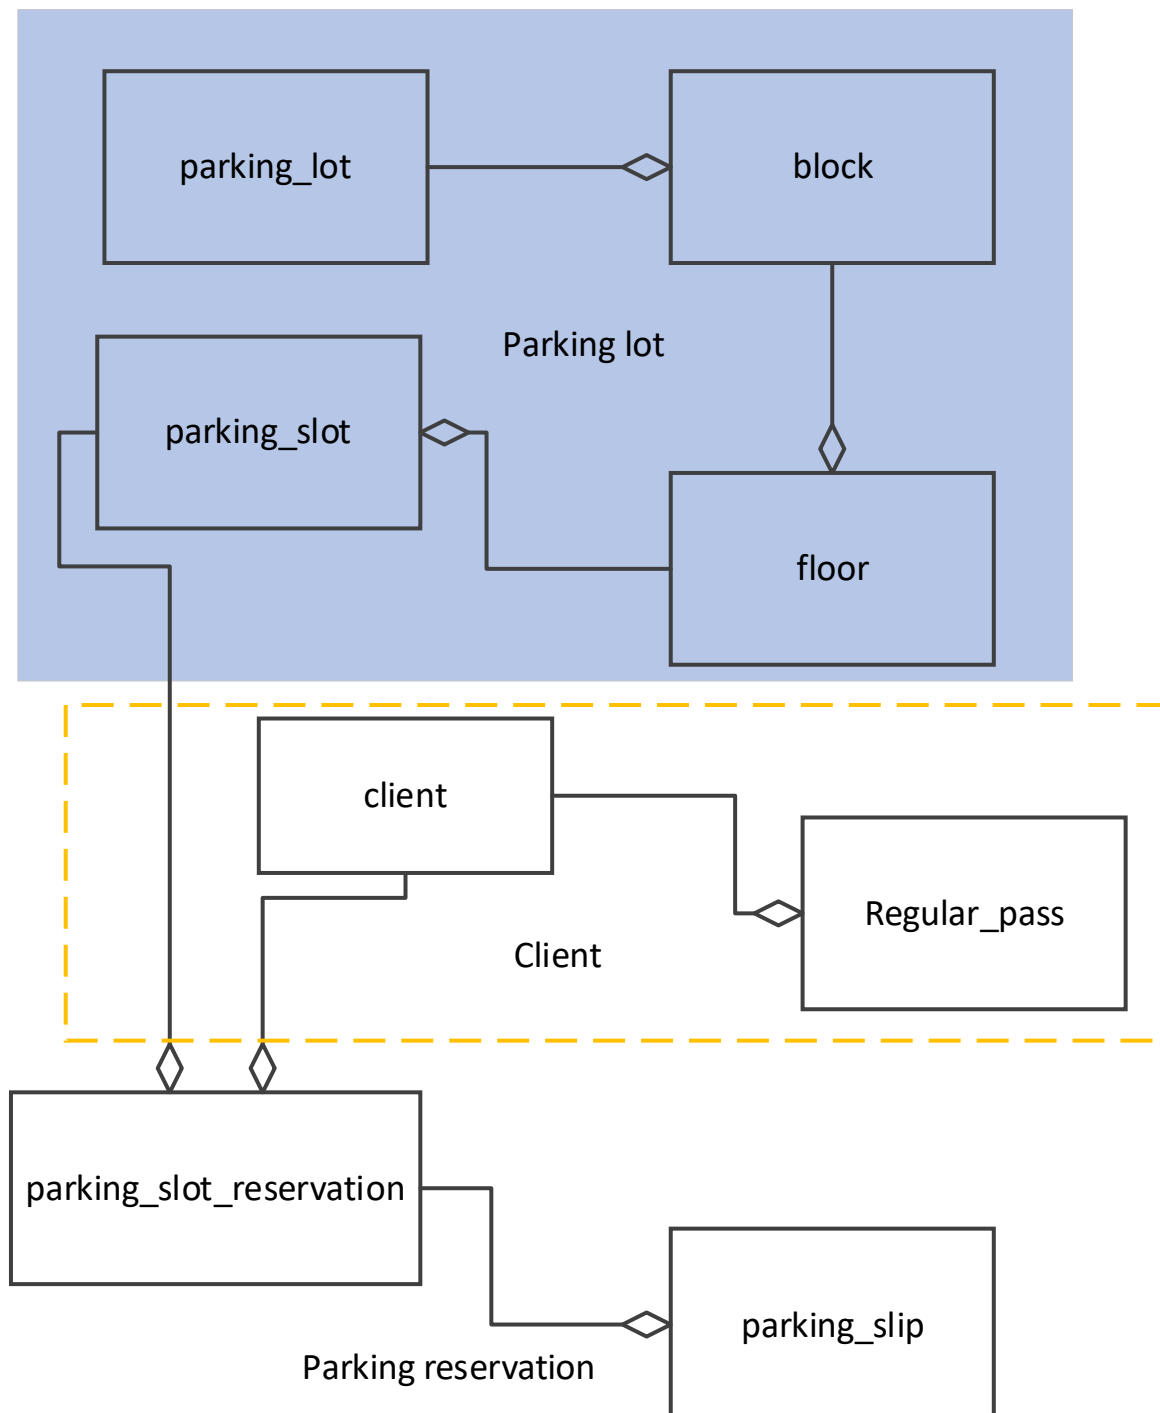 parking_lot
block
Parking lot
parking_slot
floor
client
Regular_pass
Client
parking_slot_reservation
parking_slip
Parking reservation